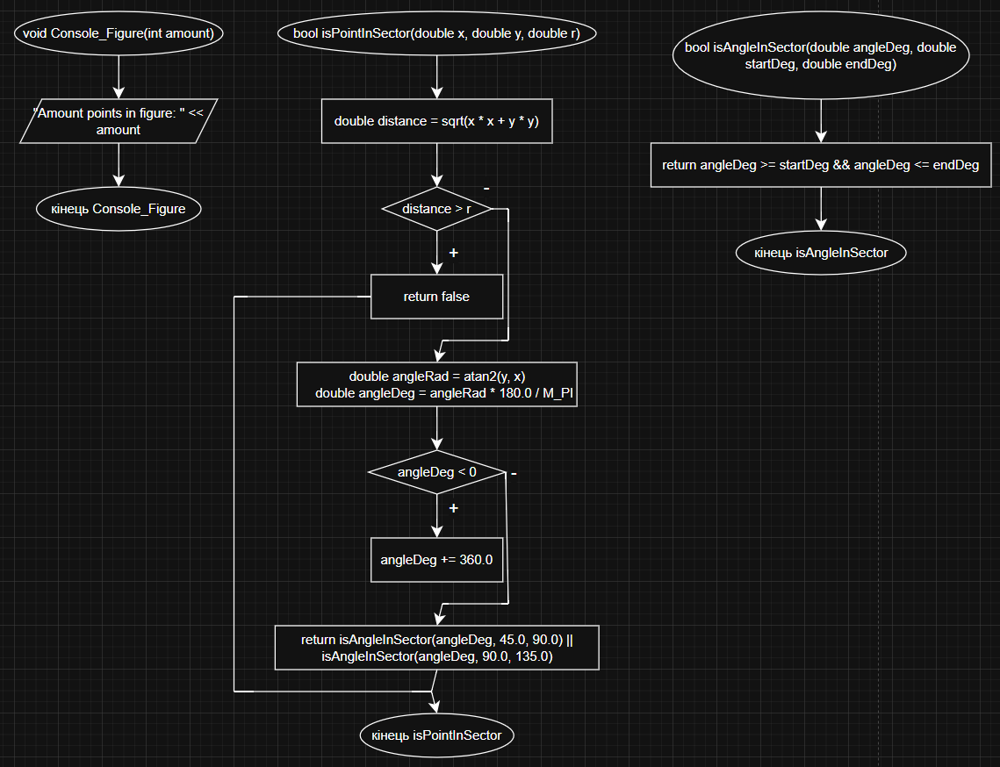 void Console_Figure(int amount)
"Amount points in figure: " <<
amount
кінець Console_Figure
bool isPointInSector(double x, double y, double r)
double distance = sqrt(x * x + y * y)
-
distance > r
+
return false
double angleRad = atan2(y, x)
double angleDeg = angleRad * 180.0 / M_PI
angleDeg < 0
-
+
angleDeg += 360.0
return isAngleInSector(angleDeg, 45.0, 90.0) ||
isAngleInSector(angleDeg, 90.0, 135.0)
кінець isPointInSector
bool isAngleInSector(double angleDeg, double
startDeg, double endDeg)
return angleDeg >= startDeg && angleDeg <= endDeg
кінець isAngleInSector